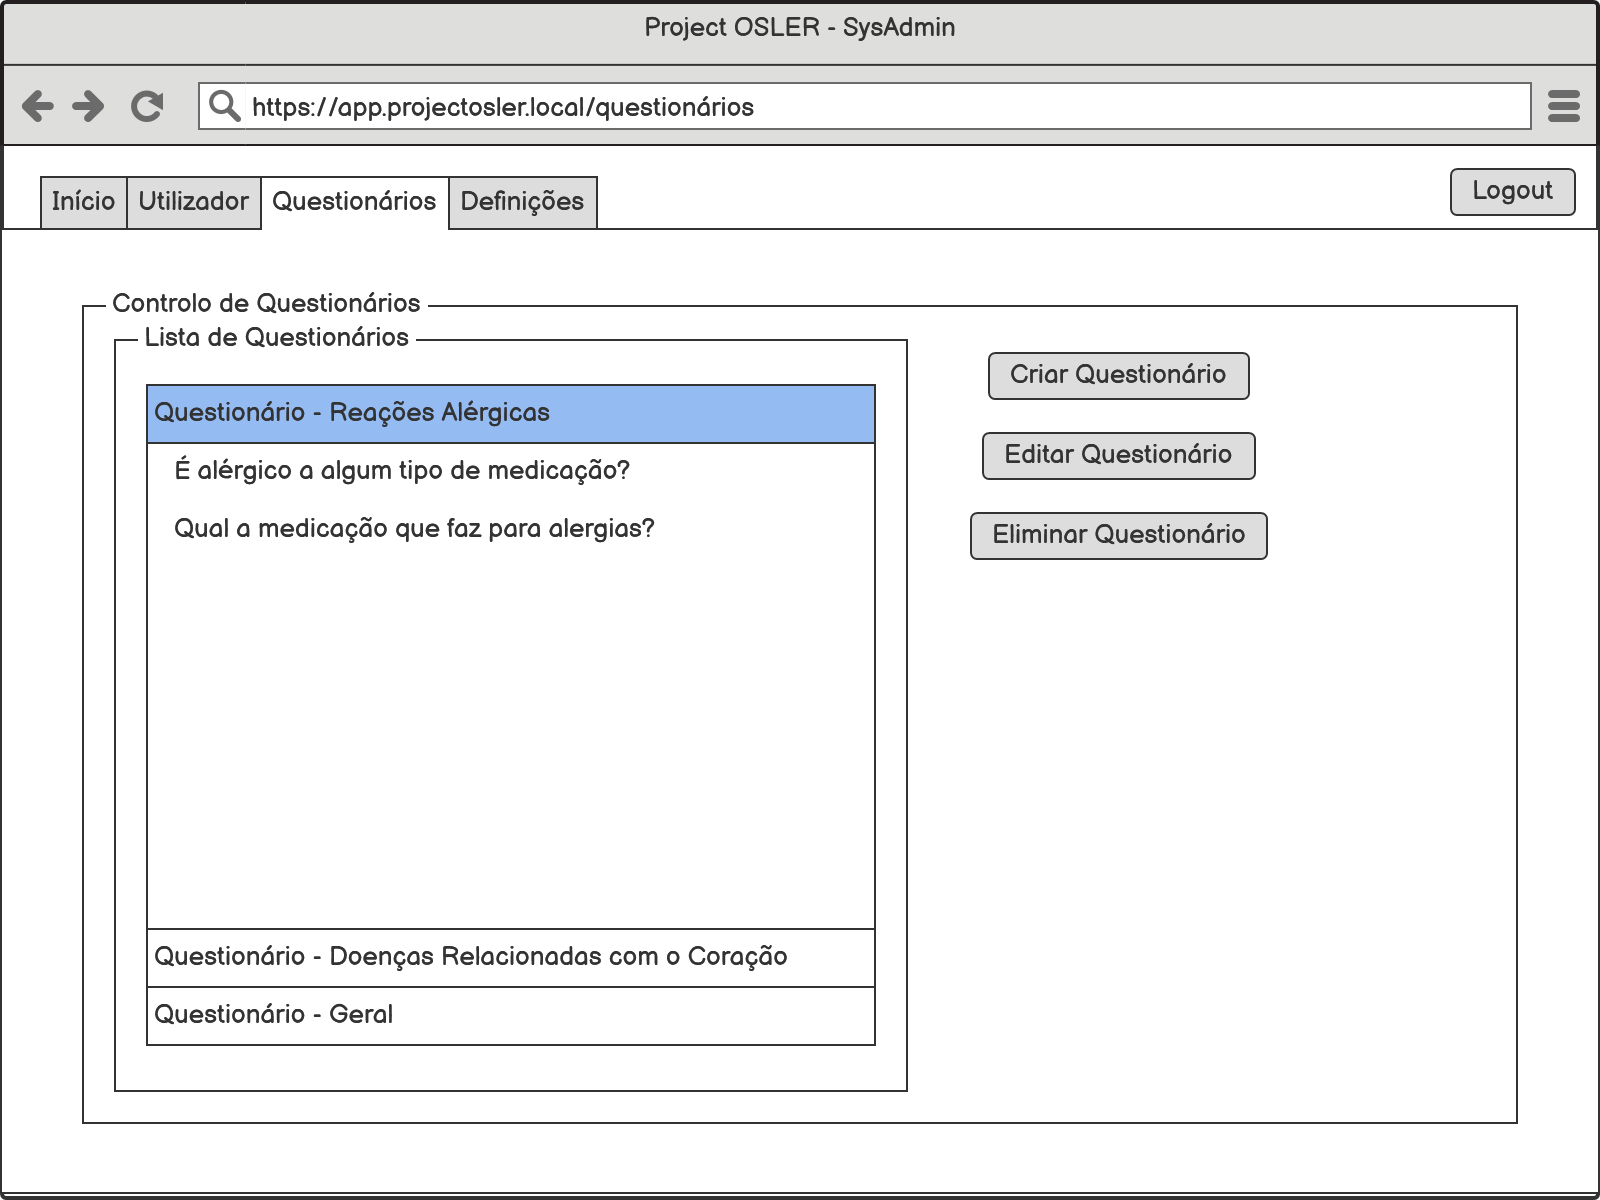 Project OSLER - SysAdmin
https://app.projectosler.local/questionários
Início Utilizador Questionários Definições
Logout
Controlo de Questionários
Lista de Questionários
Questionário - Reações Alérgicas
É alérgico a algum tipo de medicação?
Qual a medicação que faz para alergias?
Questionário - Doenças Relacionadas com o Coração
Questionário - Geral
Criar Questionário
Editar Questionário
Eliminar Questionário